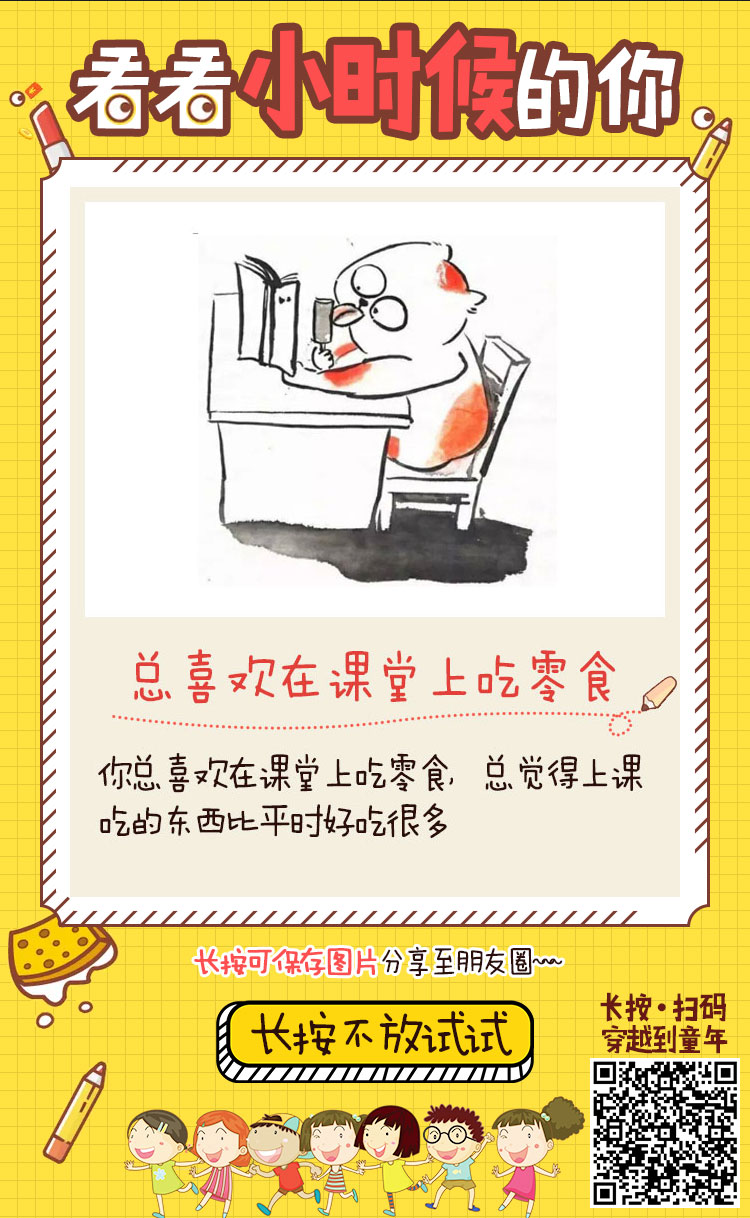 看看小时候的你
总喜欢在课堂上吃零食
你总喜欢在课堂上吃零食，总觉得上课
吃的东西比平时好吃很多
长按可保存图片分享至朋友圈~~
长按不放试试
长按·扫码
穿越到童年